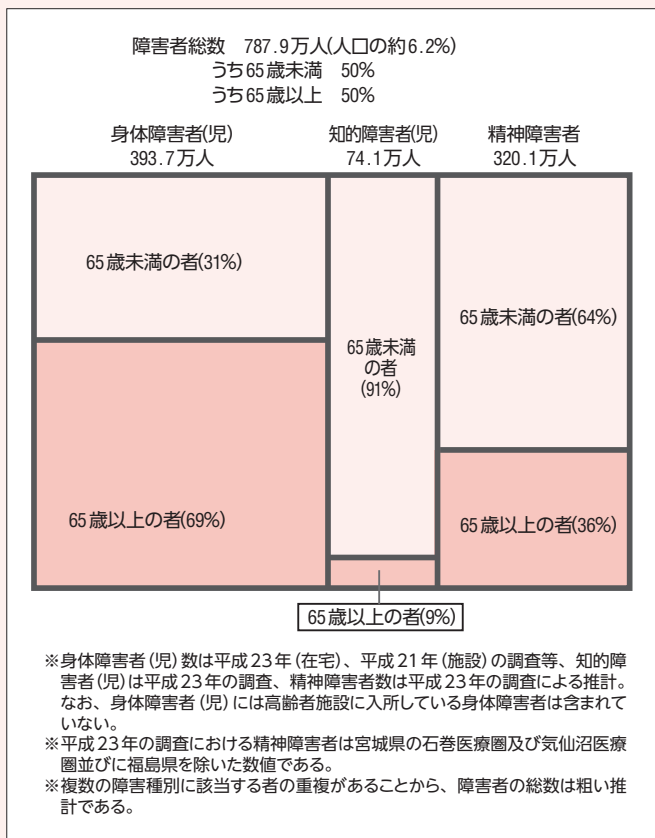 障害者総数　787.9万人(人口の約6.2%)
うち65歳未満　50%
うち65歳以上　50%
身体障害者(児)
393.7万人
知的障害者(児)
74.1万人
精神障害者
320.1万人
65歳未満の者(31%)
65歳未満
の者
(91%)
65歳未満の者(64%)
65歳以上の者(69%)
65歳以上の者(36%)
65歳以上の者(9%)
※身体障害者(児)数は平成23年(在宅)、平成21年(施設)の調査等、知的障
害者(児)は平成23年の調査、精神障害者数は平成23年の調査による推計。
なお、身体障害者(児)には高齢者施設に入所している身体障害者は含まれて
いない。
※平成23年の調査における精神障害者は宮城県の石巻医療圏及び気仙沼医療
圏並びに福島県を除いた数値である。
※複数の障害種別に該当する者の重複があることから、障害者の総数は粗い推
計である。